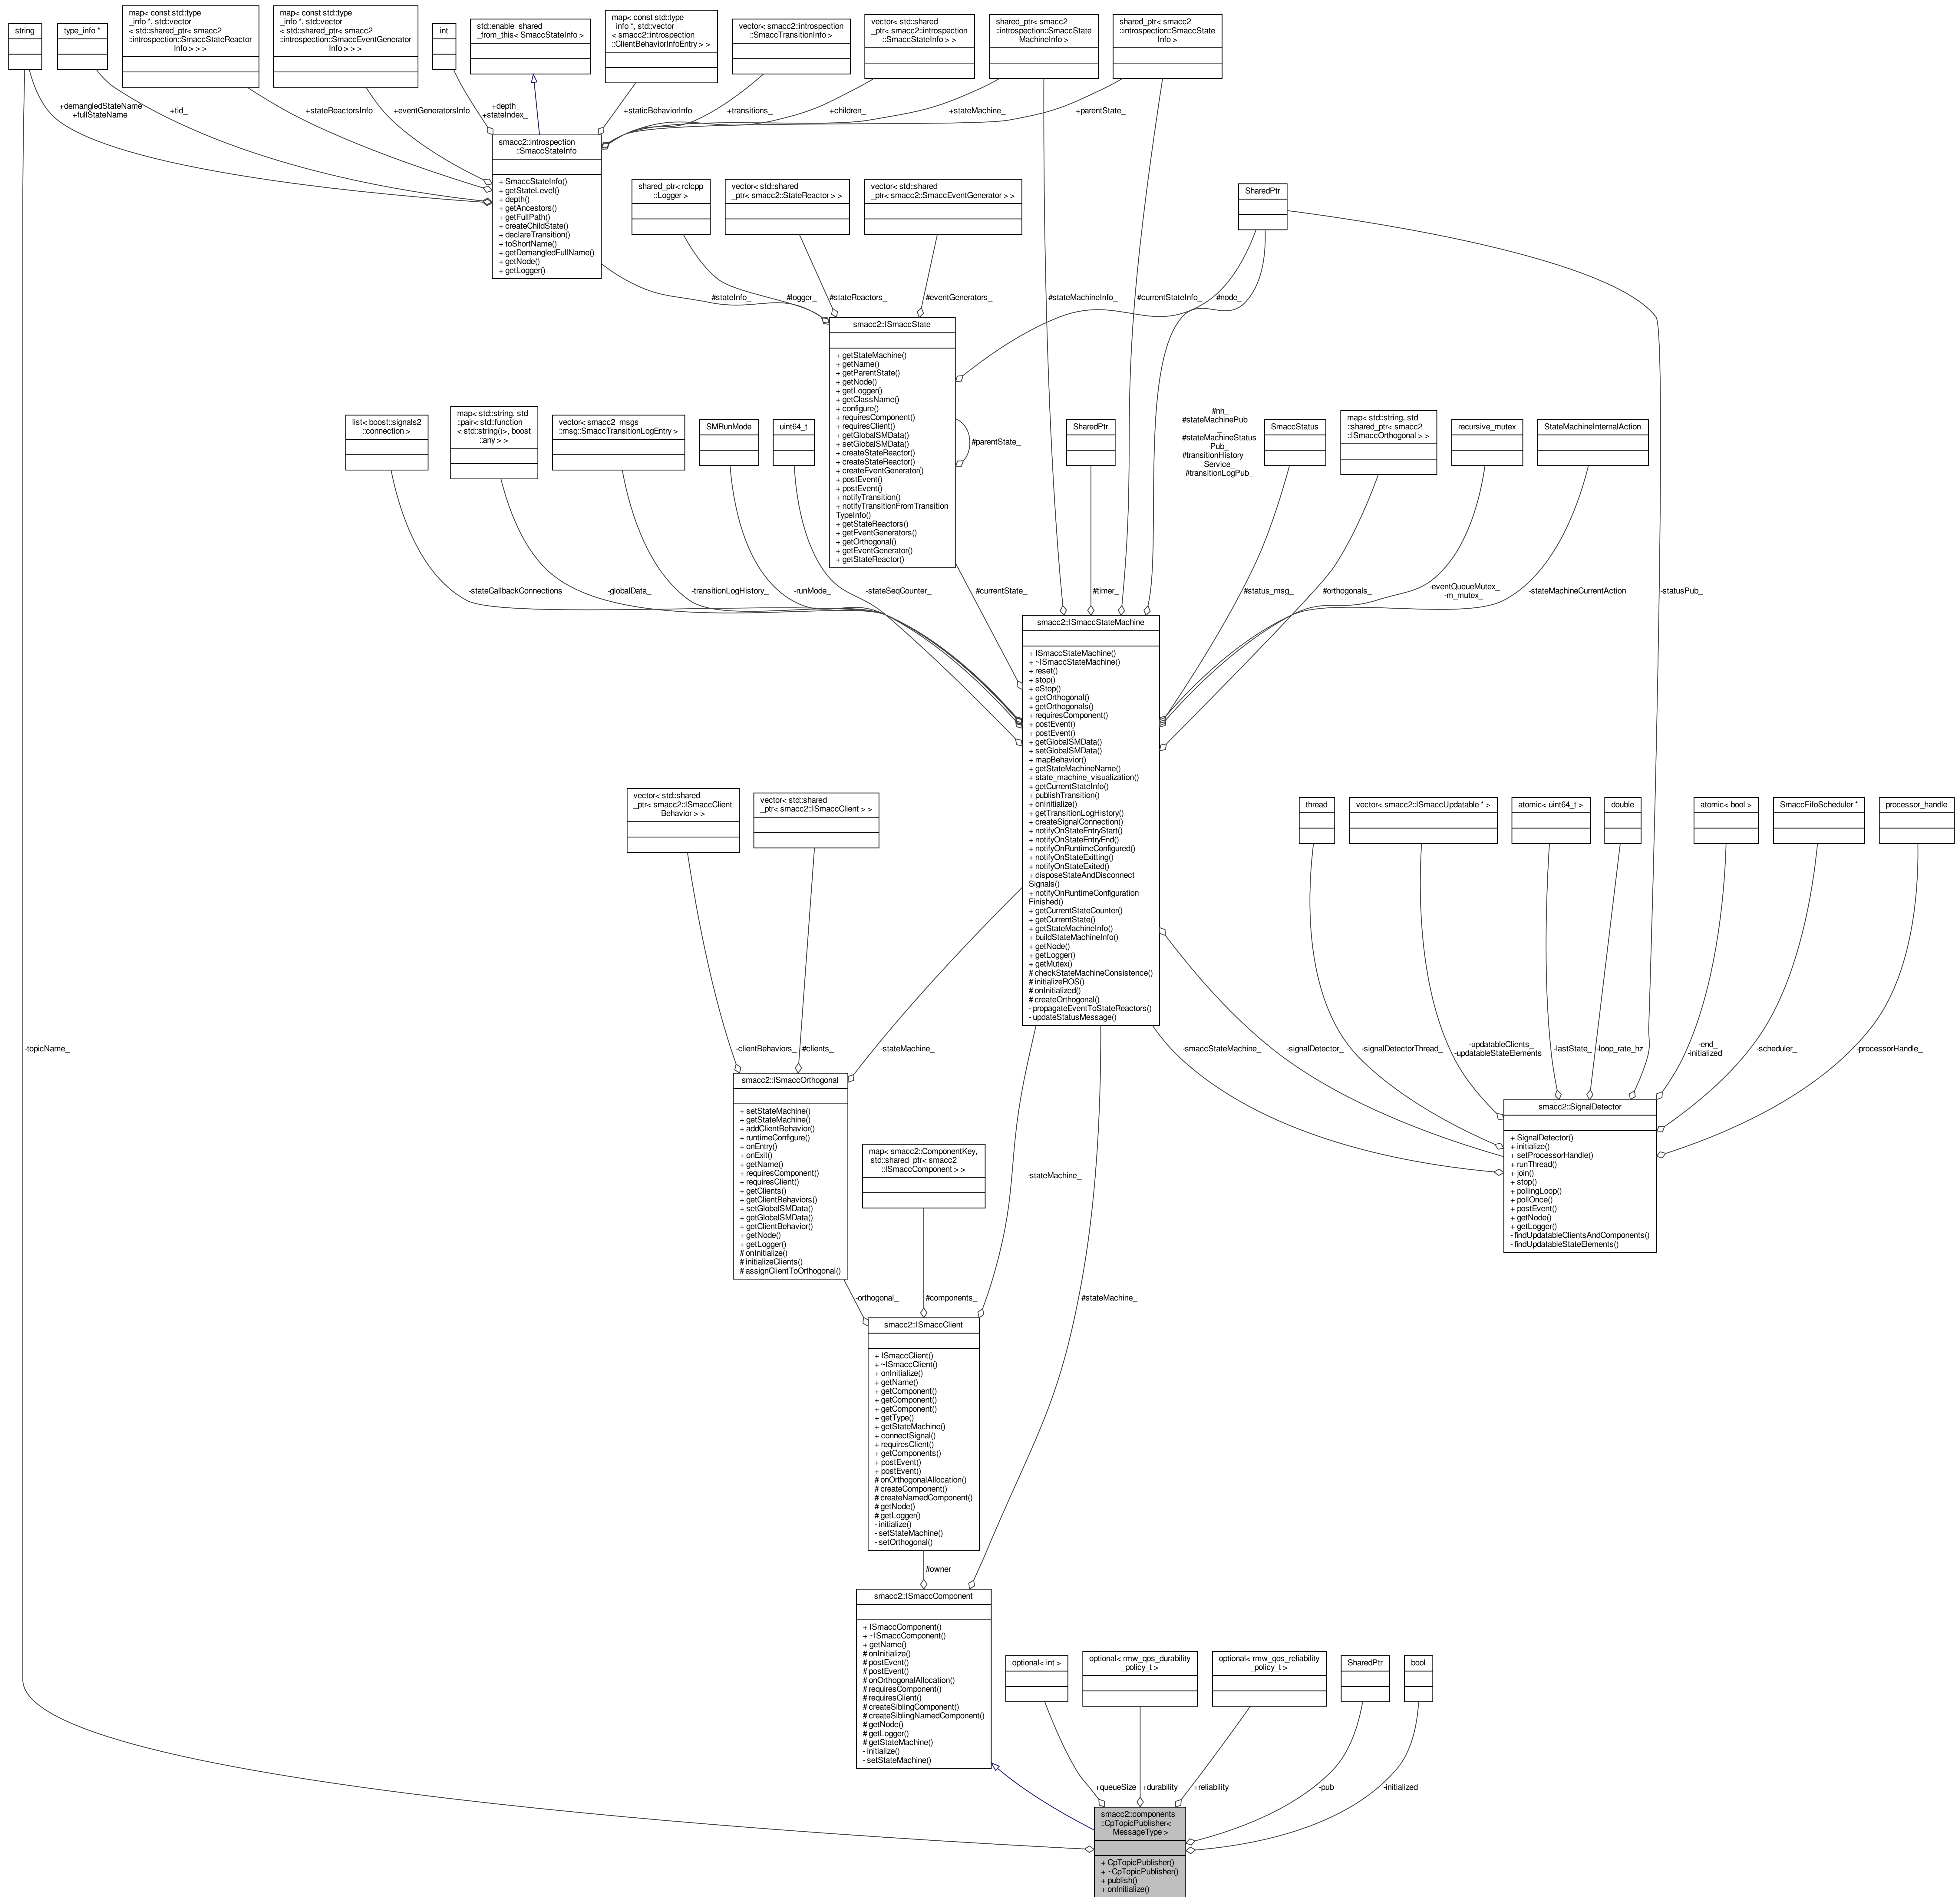 string
type_info *
map< const std::type
_info *, std::vector
< std::shared_ptr< smacc2
::introspection::SmaccStateReactor
Info > > >
map< const std::type
_info *, std::vector
< std::shared_ptr< smacc2
::introspection::SmaccEventGenerator
Info > > >
int
std::enable_shared
_from_this< SmaccStateInfo >
map< const std::type
_info *, std::vector
< smacc2::introspection
::ClientBehaviorInfoEntry > >
vector< smacc2::introspection
::SmaccTransitionInfo >
vector< std::shared
_ptr< smacc2::introspection
::SmaccStateInfo > >
shared_ptr< smacc2
::introspection::SmaccState
MachineInfo >
shared_ptr< smacc2
::introspection::SmaccState
Info >
+demangledStateName
+fullStateName
+tid_
+stateReactorsInfo
+eventGeneratorsInfo
+depth_
+stateIndex_
+staticBehaviorInfo
+transitions_
+children_
+stateMachine_
+parentState_
smacc2::introspection
::SmaccStateInfo
+ SmaccStateInfo()
+ getStateLevel()
+ depth()
+ getAncestors()
+ getFullPath()
+ createChildState()
+ declareTransition()
+ toShortName()
+ getDemangledFullName()
+ getNode()
+ getLogger()
shared_ptr< rclcpp
::Logger >
vector< std::shared
_ptr< smacc2::StateReactor > >
vector< std::shared
_ptr< smacc2::SmaccEventGenerator > >
SharedPtr
#stateInfo_
#logger_
#stateReactors_
#eventGenerators_
#stateMachineInfo_
#currentStateInfo_
#node_
smacc2::ISmaccState
+ getStateMachine()
+ getName()
+ getParentState()
+ getNode()
+ getLogger()
+ getClassName()
+ configure()
+ requiresComponent()
+ requiresClient()
+ getGlobalSMData()
+ setGlobalSMData()
+ createStateReactor()
+ createStateReactor()
+ createEventGenerator()
+ postEvent()
+ postEvent()
+ notifyTransition()
+ notifyTransitionFromTransition
TypeInfo()
+ getStateReactors()
+ getEventGenerators()
+ getOrthogonal()
+ getEventGenerator()
+ getStateReactor()
#parentState_
list< boost::signals2
::connection >
map< std::string, std
::pair< std::function
< std::string()>, boost
::any > >
vector< smacc2_msgs
::msg::SmaccTransitionLogEntry >
SMRunMode
uint64_t
SharedPtr
#nh_
#stateMachinePub
_
#stateMachineStatus
Pub_
#transitionHistory
Service_
#transitionLogPub_
SmaccStatus
map< std::string, std
::shared_ptr< smacc2
::ISmaccOrthogonal > >
recursive_mutex
StateMachineInternalAction
-stateCallbackConnections
-globalData_
-transitionLogHistory_
-runMode_
-stateSeqCounter_
#currentState_
#timer_
#status_msg_
#orthogonals_
-eventQueueMutex_
-m_mutex_
-stateMachineCurrentAction
-statusPub_
smacc2::ISmaccStateMachine
+ ISmaccStateMachine()
+ ~ISmaccStateMachine()
+ reset()
+ stop()
+ eStop()
+ getOrthogonal()
+ getOrthogonals()
+ requiresComponent()
+ postEvent()
+ postEvent()
+ getGlobalSMData()
+ setGlobalSMData()
+ mapBehavior()
+ getStateMachineName()
+ state_machine_visualization()
+ getCurrentStateInfo()
+ publishTransition()
+ onInitialize()
+ getTransitionLogHistory()
+ createSignalConnection()
+ notifyOnStateEntryStart()
+ notifyOnStateEntryEnd()
+ notifyOnRuntimeConfigured()
+ notifyOnStateExitting()
+ notifyOnStateExited()
+ disposeStateAndDisconnect
Signals()
+ notifyOnRuntimeConfiguration
Finished()
+ getCurrentStateCounter()
+ getCurrentState()
+ getStateMachineInfo()
+ buildStateMachineInfo()
+ getNode()
+ getLogger()
+ getMutex()
# checkStateMachineConsistence()
# initializeROS()
# onInitialized()
# createOrthogonal()
- propagateEventToStateReactors()
- updateStatusMessage()
vector< std::shared
_ptr< smacc2::ISmaccClient
Behavior > >
vector< std::shared
_ptr< smacc2::ISmaccClient > >
thread
vector< smacc2::ISmaccUpdatable * >
atomic< uint64_t >
double
atomic< bool >
SmaccFifoScheduler *
processor_handle
-topicName_
-clientBehaviors_
#clients_
-stateMachine_
-smaccStateMachine_
-signalDetector_
-signalDetectorThread_
-updatableClients_
-updatableStateElements_
-lastState_
-loop_rate_hz
-end_
-initialized_
-scheduler_
-processorHandle_
smacc2::ISmaccOrthogonal
+ setStateMachine()
+ getStateMachine()
+ addClientBehavior()
+ runtimeConfigure()
+ onEntry()
+ onExit()
+ getName()
+ requiresComponent()
+ requiresClient()
+ getClients()
+ getClientBehaviors()
+ setGlobalSMData()
+ getGlobalSMData()
+ getClientBehavior()
+ getNode()
+ getLogger()
# onInitialize()
# initializeClients()
# assignClientToOrthogonal()
smacc2::SignalDetector
+ SignalDetector()
+ initialize()
+ setProcessorHandle()
+ runThread()
+ join()
+ stop()
+ pollingLoop()
+ pollOnce()
+ postEvent()
+ getNode()
+ getLogger()
- findUpdatableClientsAndComponents()
- findUpdatableStateElements()
map< smacc2::ComponentKey,
std::shared_ptr< smacc2
::ISmaccComponent > >
-stateMachine_
-orthogonal_
#components_
#stateMachine_
smacc2::ISmaccClient
+ ISmaccClient()
+ ~ISmaccClient()
+ onInitialize()
+ getName()
+ getComponent()
+ getComponent()
+ getComponent()
+ getType()
+ getStateMachine()
+ connectSignal()
+ requiresClient()
+ getComponents()
+ postEvent()
+ postEvent()
# onOrthogonalAllocation()
# createComponent()
# createNamedComponent()
# getNode()
# getLogger()
- initialize()
- setStateMachine()
- setOrthogonal()
#owner_
smacc2::ISmaccComponent
+ ISmaccComponent()
+ ~ISmaccComponent()
+ getName()
# onInitialize()
# postEvent()
# postEvent()
# onOrthogonalAllocation()
# requiresComponent()
# requiresClient()
# createSiblingComponent()
# createSiblingNamedComponent()
# getNode()
# getLogger()
# getStateMachine()
- initialize()
- setStateMachine()
optional< int >
optional< rmw_qos_durability
_policy_t >
optional< rmw_qos_reliability
_policy_t >
SharedPtr
bool
+queueSize
+durability
+reliability
-pub_
-initialized_
smacc2::components
::CpTopicPublisher<
MessageType >
+ CpTopicPublisher()
+ ~CpTopicPublisher()
+ publish()
+ onInitialize()